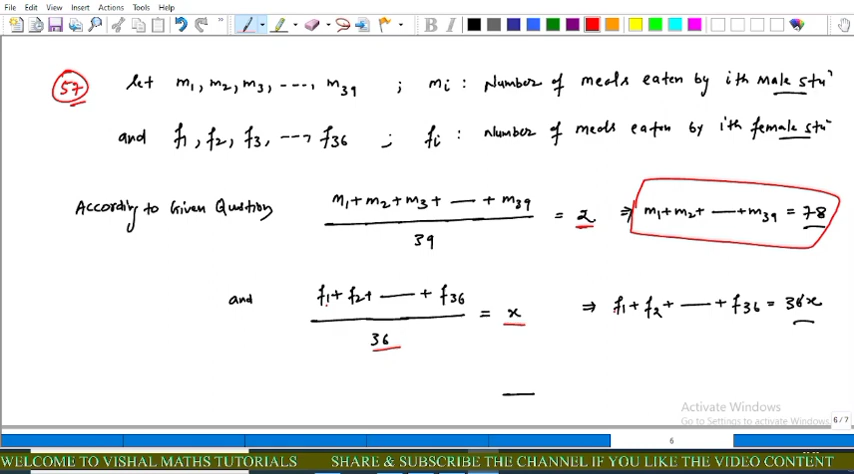 File Edit View Insert Actions Tools Help
B I
57 let m1, m2, m3, ----, m39 ; mi : Number of meals eaten by ith male stu
and f1, f2, f3, ---, f36 ; fi : Number of meals eaten by ith female stu
According to Given Qustion m1+m2+m3+ — + m39 / 39 = 2 ⇒ m1+m2+ — +m39 = 78
and f1+f2+ — + f36 / 36 = x ⇒ f1+f2+ — + f36 = 36x
Activate Windows
Go to Settings to activate Windows.
6/7
6
WELCOME TO VISHAL MATHS TUTORIALS SHARE & SUBSCRIBE THE CHANNEL IF YOU LIKE THE VIDEO CONTENT